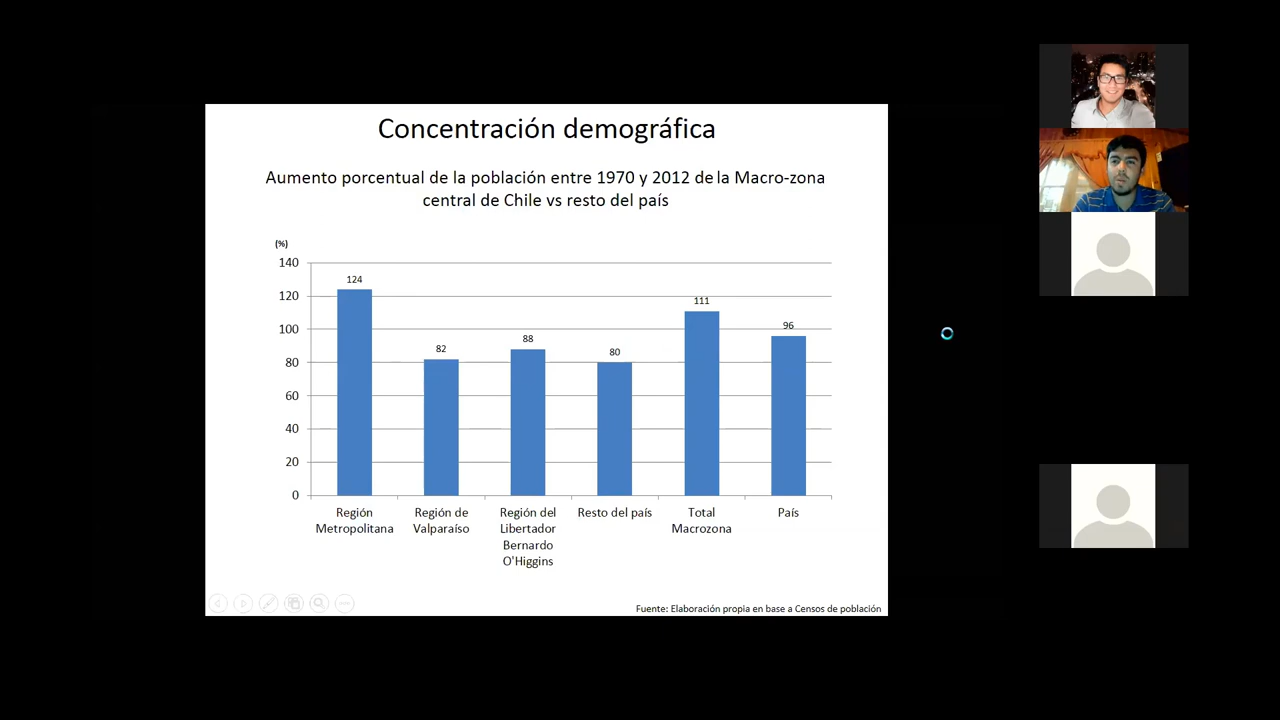 Concentración demográfica
Aumento porcentual de la población entre 1970 y 2012 de la Macro-zona
central de Chile vs resto del país
(%)
140
120
100
80
60
40
20
0
124
82
88
80
111
96
Región
Metropolitana
Región de
Valparaíso
Región del
Libertador
Bernardo
O'Higgins
Resto del país
Total
Macrozona
País
Fuente: Elaboración propia en base a Censos de población